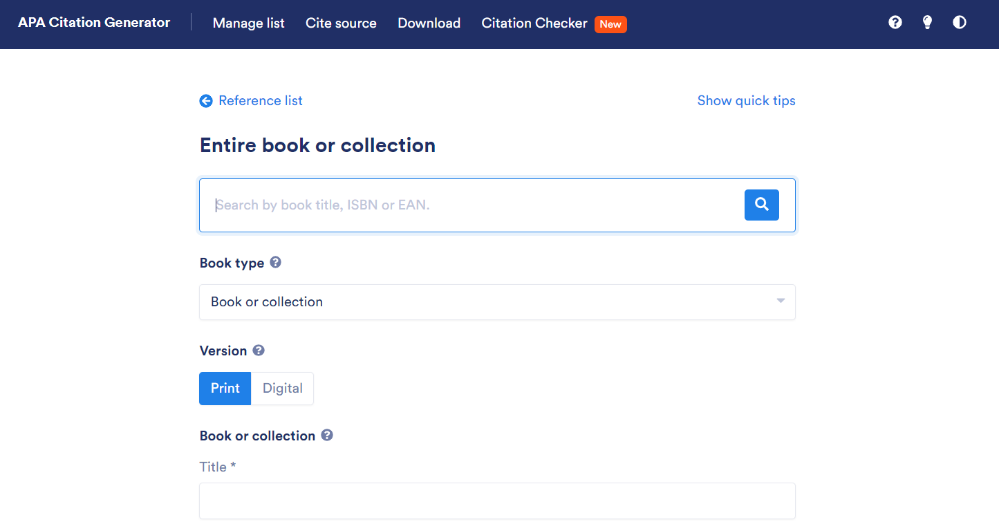 APA Citation Generator Manage list Cite source Download Citation Checker New
Reference list Show quick tips
Entire book or collection
Search by book title, ISBN or EAN.
Book type
Book or collection
Version
Print Digital
Book or collection
Title *